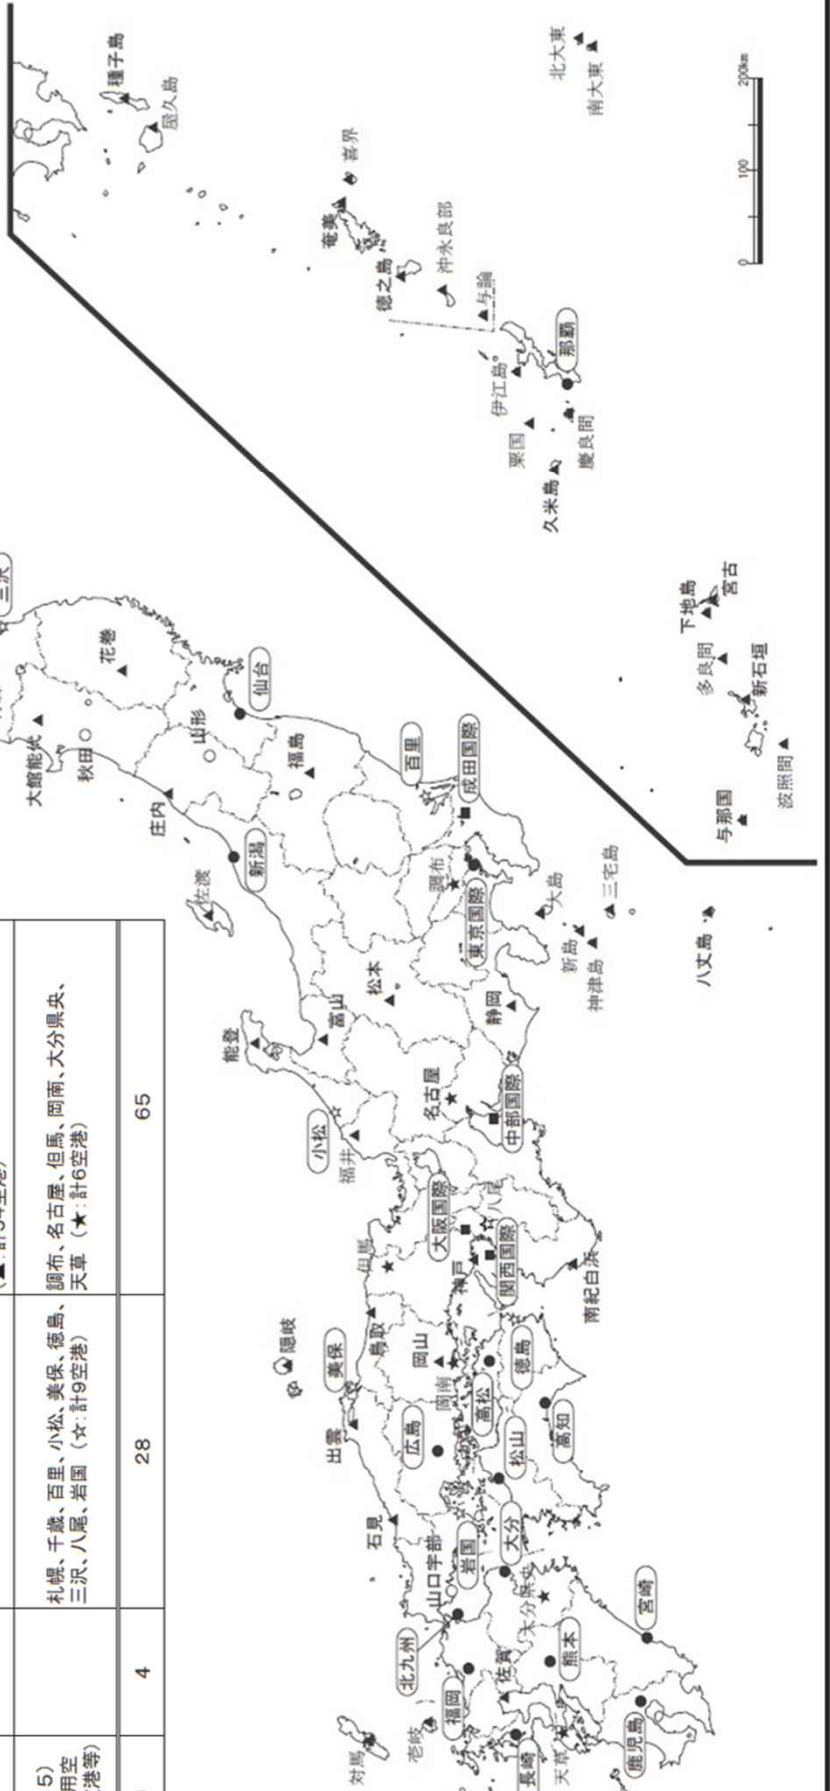 5)
用空
港等)
4
札幌、千歳、百里、小松、美保、徳島、
三沢、八尾、岩国 (☆:計9空港)
28
調布、名古屋、但馬、岡南、大分県央、
天草 (★:計6空港)
65
三沢
大館能代
秋田
花巻
庄内
山形
仙台
佐渡
新潟
福島
百里
成田国際
調布
東京国際
大島
新島
神津島
三宅島
八丈島
能登
富山
松本
静岡
小松
福井
名古屋
中部国際
但馬
大阪国際
八尾
神戸
関西国際
南紀白浜
隠岐
美保
鳥取
岡山
岡南
出雲
広島
高松
徳島
松山
高知
石見
山口宇部
岩国
大分
大分県央
北九州
福岡
佐賀
熊本
宮崎
対馬
壱岐
長崎
天草
鹿児島
種子島
屋久島
奄美
喜界
徳之島
沖永良部
与論
伊江島
那覇
粟国
慶良間
久米島
北大東
南大東
下地島
宮古
多良間
新石垣
与那国
波照間
0
100
200km